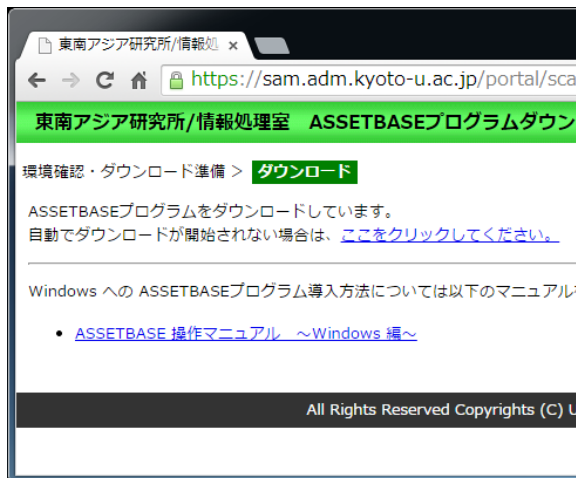 東南アジア研究所/情報処
https://sam.adm.kyoto-u.ac.jp/portal/sca
東南アジア研究所/情報処理室 ASSETBASEプログラムダウン
環境確認・ダウンロード準備 > ダウンロード
ASSETBASEプログラムをダウンロードしています。
自動でダウンロードが開始されない場合は、ここをクリックしてください。
Windows への ASSETBASEプログラム導入方法については以下のマニュアル
• ASSETBASE 操作マニュアル ～Windows 編～
All Rights Reserved Copyrights (C) U